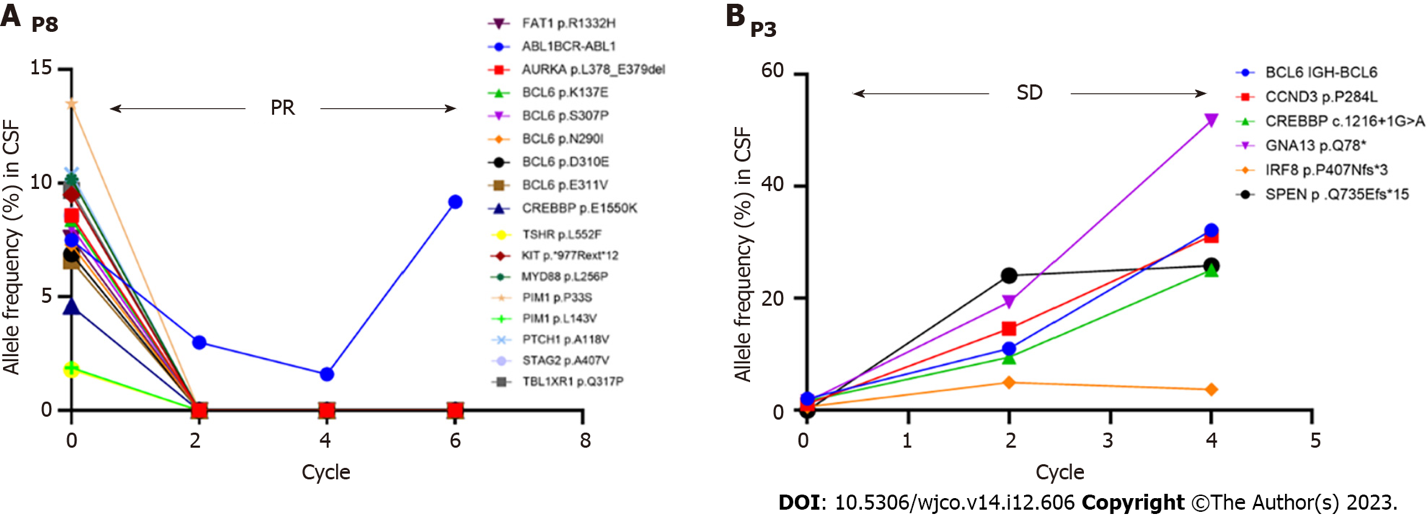 A P8
Allele frequency (%) in CSF
15
10
5
0
PR
0 2 4 6 8
Cycle
FAT1 p.R1332H
ABL1BCR-ABL1
AURKA p.L378_E379del
BCL6 p.K137E
BCL6 p.S307P
BCL6 p.N290I
BCL6 p.D310E
BCL6 p.E311V
CREBBP p.E1550K
TSHR p.L552F
KIT p.*977Rext*12
MYD88 p.L256P
PIM1 p.P33S
PIM1 p.L143V
PTCH1 p.A118V
STAG2 p.A407V
TBL1XR1 p.Q317P
B P3
Allele frequency (%) in CSF
60
40
20
0
SD
0 1 2 3 4 5
Cycle
BCL6 IGH-BCL6
CCND3 p.P284L
CREBBP c.1216+1G>A
GNA13 p.Q78*
IRF8 p.P407Nfs*3
SPEN p .Q735Efs*15
DOI: 10.5306/wjco.v14.i12.606 Copyright ©The Author(s) 2023.